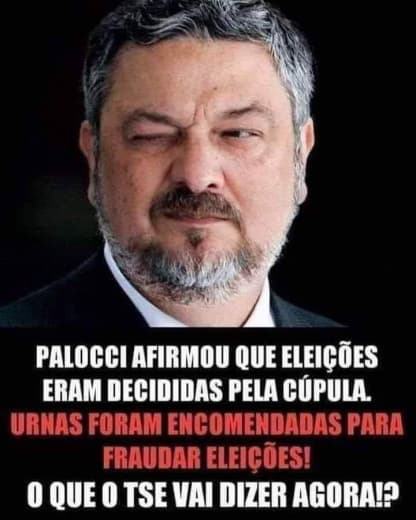 PALOCCI AFIRMOU QUE ELEIÇÕES
ERAM DECIDIDAS PELA CÚPULA.
URNAS FORAM ENCOMENDADAS PARA
FRAUDAR ELEIÇÕES!
O QUE O TSE VAI DIZER AGORA!?